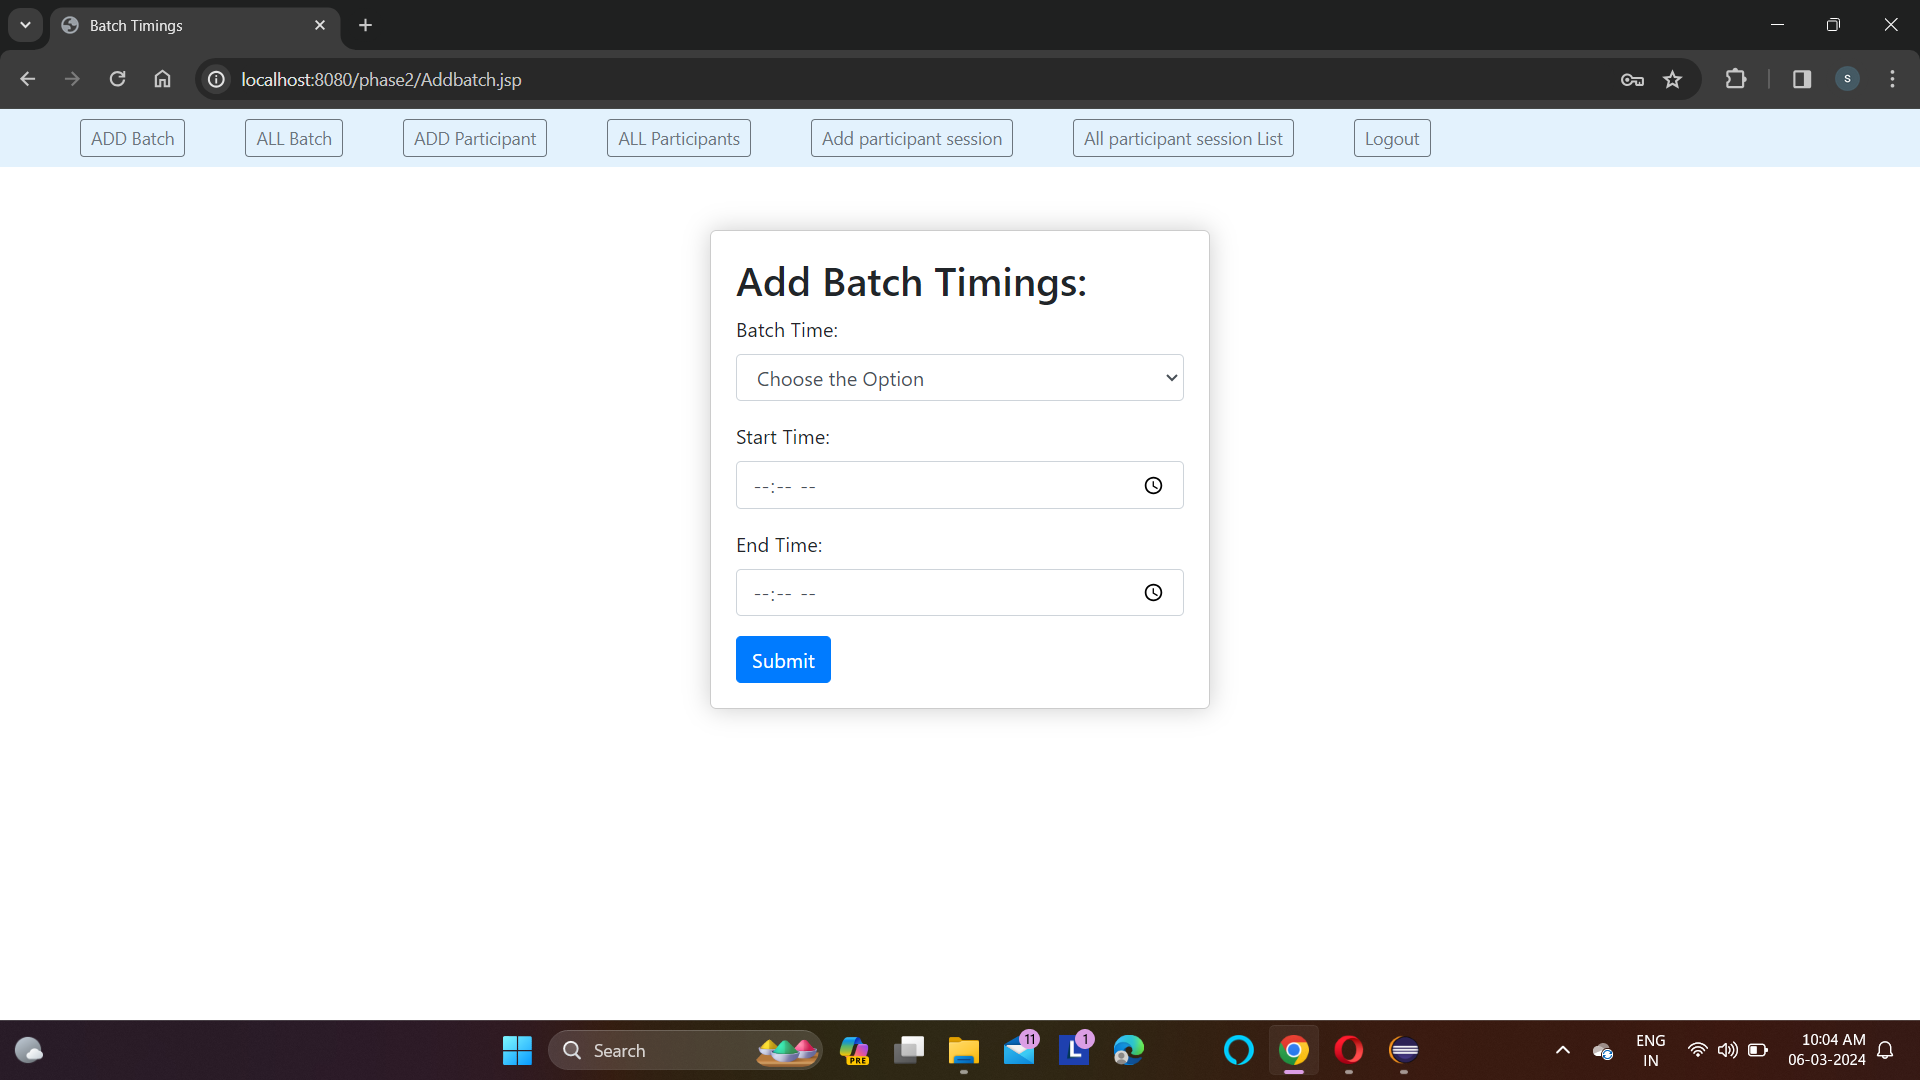 Batch Timings
localhost:8080/phase2/Addbatch.jsp
S
ADD Batch ALL Batch ADD Participant ALL Participants Add participant session All participant session List Logout
Add Batch Timings:
Batch Time:
Choose the Option
Start Time:
--:-- --
End Time:
--:-- --
Submit
Search
PRE
11
L
1
ENG
IN
10:04 AM
06-03-2024